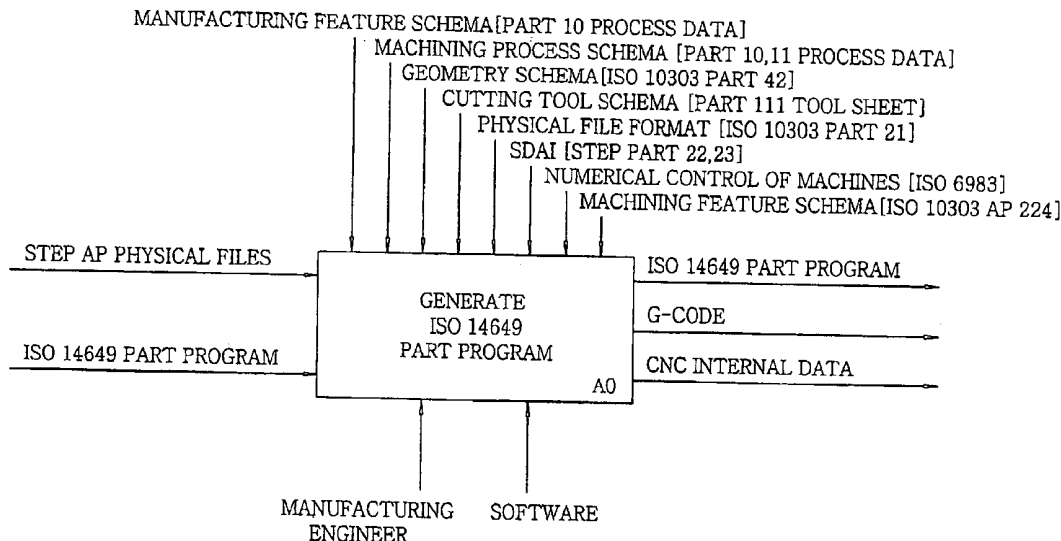 MANUFACTURING FEATURE SCHEMA[PART 10 PROCESS DATA]
MACHINING PROCESS SCHEMA [PART 10,11 PROCESS DATA]
GEOMETRY SCHEMA[ISO 10303 PART 42]
CUTTING TOOL SCHEMA [PART 111 TOOL SHEET]
PHYSICAL FILE FORMAT [ISO 10303 PART 21]
SDAI [STEP PART 22,23]
NUMERICAL CONTROL OF MACHINES [ISO 6983]
MACHINING FEATURE SCHEMA[ISO 10303 AP 224]
STEP AP PHYSICAL FILES
ISO 14649 PART PROGRAM
GENERATE
ISO 14649
PART PROGRAM
A0
ISO 14649 PART PROGRAM
G-CODE
CNC INTERNAL DATA
MANUFACTURING
ENGINEER
SOFTWARE